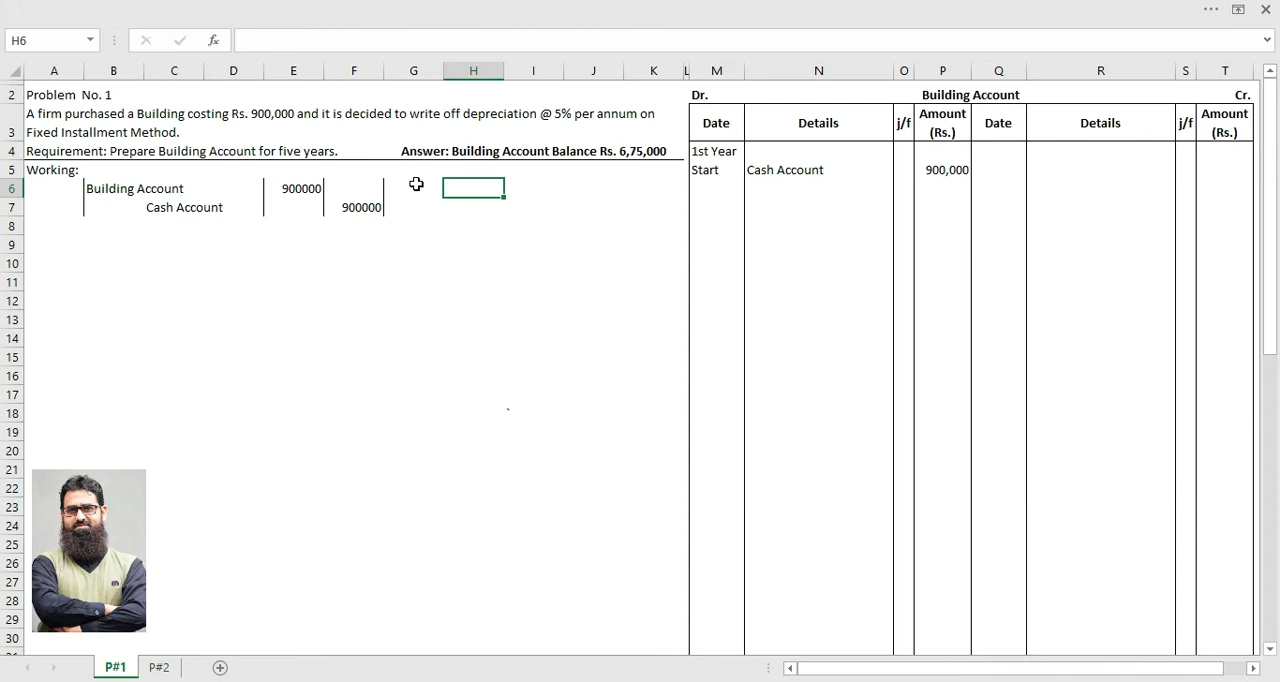 H6
fx
A B C D E F G H I J K L M N O P Q R S T
2 Problem No. 1 Dr. Building Account Cr.
A firm purchased a Building costing Rs. 900,000 and it is decided to write off depreciation @ 5% per annum on
3 Fixed Installment Method.
Date Details j/f Amount (Rs.) Date Details j/f Amount (Rs.)
4 Requirement: Prepare Building Account for five years. Answer: Building Account Balance Rs. 6,75,000 1st Year
5 Working: Start Cash Account 900,000
6 Building Account 900000
7 Cash Account 900000
8
9
10
11
12
13
14
15
16
17
18
19
20
21
22
23
24
25
26
27
28
29
30
P#1 P#2